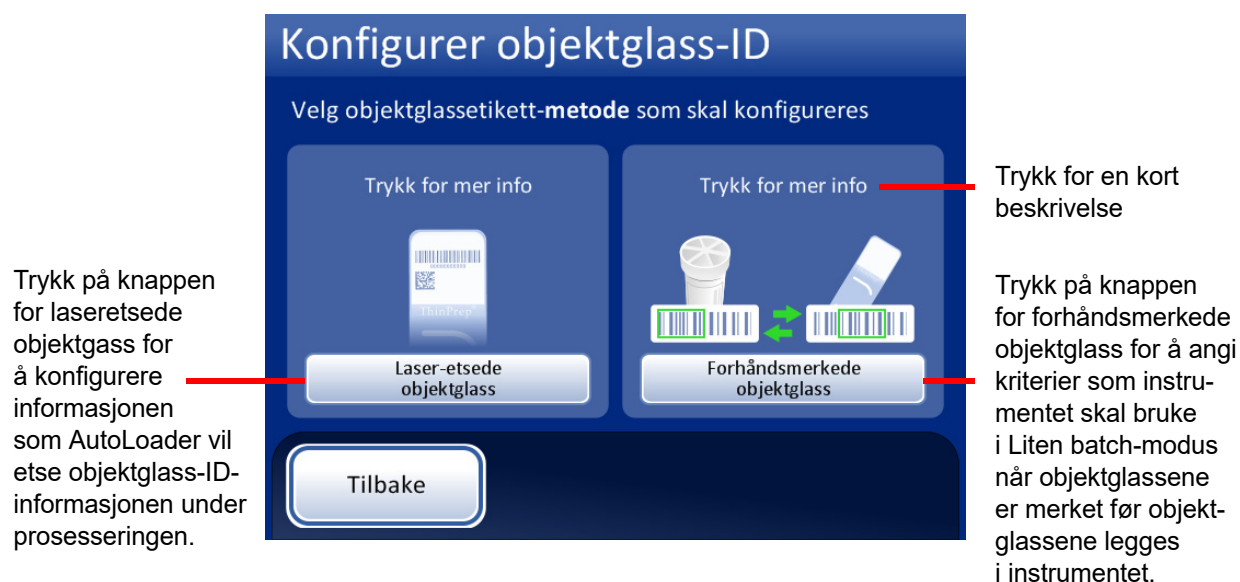 Konfigurer objektglass-ID
Velg objektglassetikett-metode som skal konfigureres
Trykk for mer info
ThinPrep
Laser-etsede
objektglass
Trykk for mer info
Forhåndsmerkede
objektglass
Tilbake
Trykk på knappen
for laseretsede
objektgass for
å konfigurere
informasjonen
som AutoLoader vil
etse objektglass-ID-
informasjonen under
prosesseringen.
Trykk for en kort
beskrivelse
Trykk på knappen
for forhåndsmerkede
objektglass for å angi
kriterier som instru-
mentet skal bruke
i Liten batch-modus
når objektglassene
er merket før objekt-
glassene legges
i instrumentet.